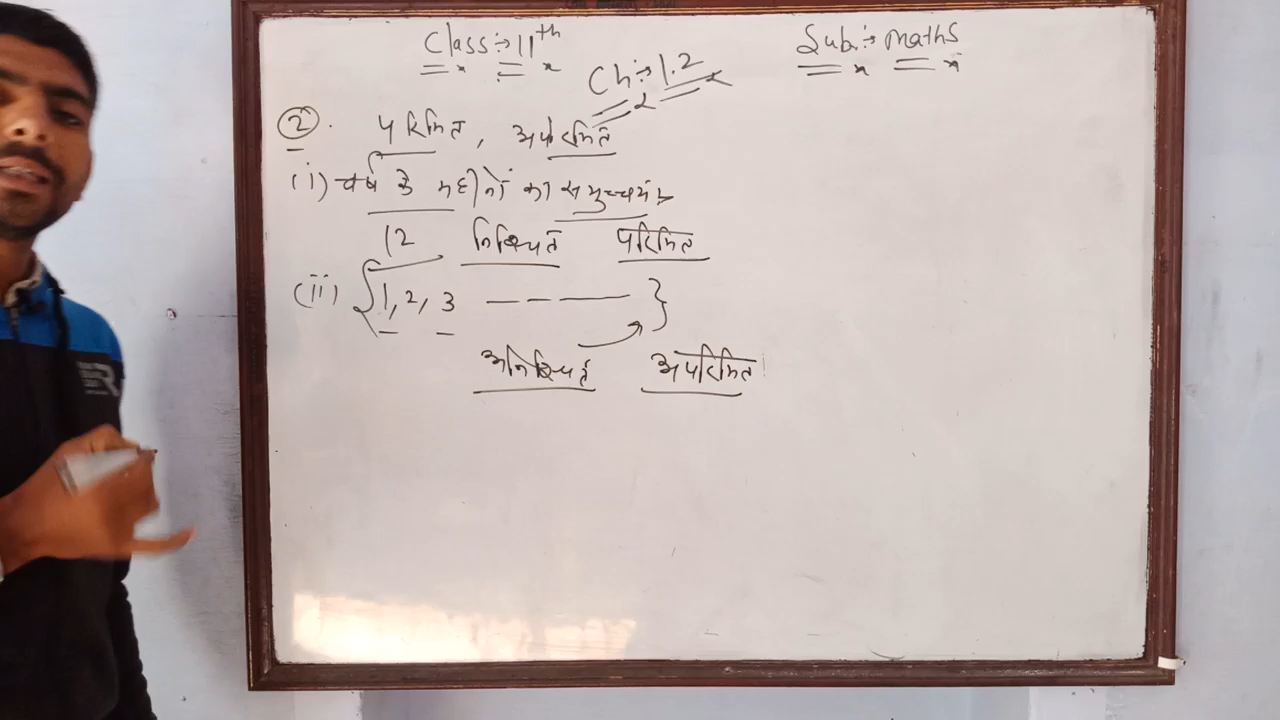 Class:- 11th
Sub:- maths
Ch:- 1.2
2. परिमित, अपरिमित
(i) वर्ष के महीनों का समुच्चय
12 निश्चित परिमित
(ii) {1, 2, 3 — — — }
अनिश्चित अपरिमित